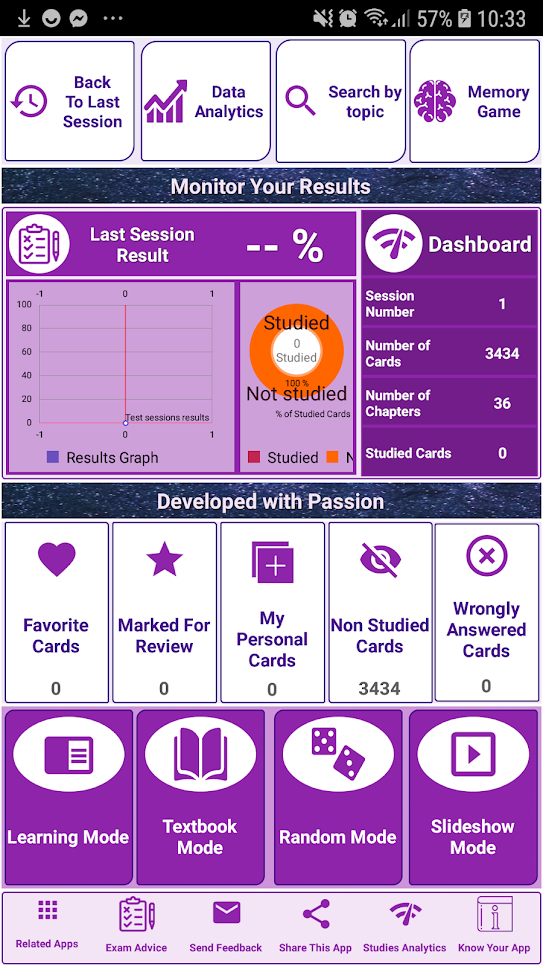 57% 10:33
Back
To Last
Session
Data
Analytics
Search by
topic
Memory
Game
Monitor Your Results
Last Session
Result
-- %
Dashboard
Session
Number
1
Number of
Cards
3434
Number of
Chapters
36
Studied Cards
0
-1 0 1
100
80
60
40
20
0
Test sessions results
-1 0 1
Results Graph
Studied
0
Studied
100 %
Not studied
% of Studied Cards
Studied N
Developed with Passion
Favorite
Cards
0
Marked For
Review
0
My
Personal
Cards
0
Non Studied
Cards
3434
Wrongly
Answered
Cards
0
Learning Mode
Textbook
Mode
Random Mode
Slideshow
Mode
Related Apps
Exam Advice
Send Feedback
Share This App
Studies Analytics
Know Your App